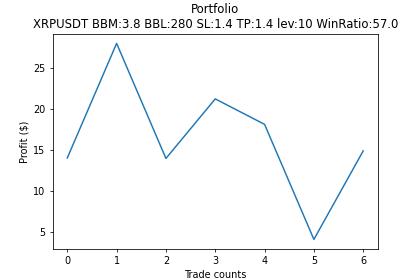 Portfolio
XRPUSDT BBM:3.8 BBL:280 SL:1.4 TP:1.4 lev:10 WinRatio:57.0
25
20
15
10
5
Profit ($)
0 1 2 3 4 5 6
Trade counts